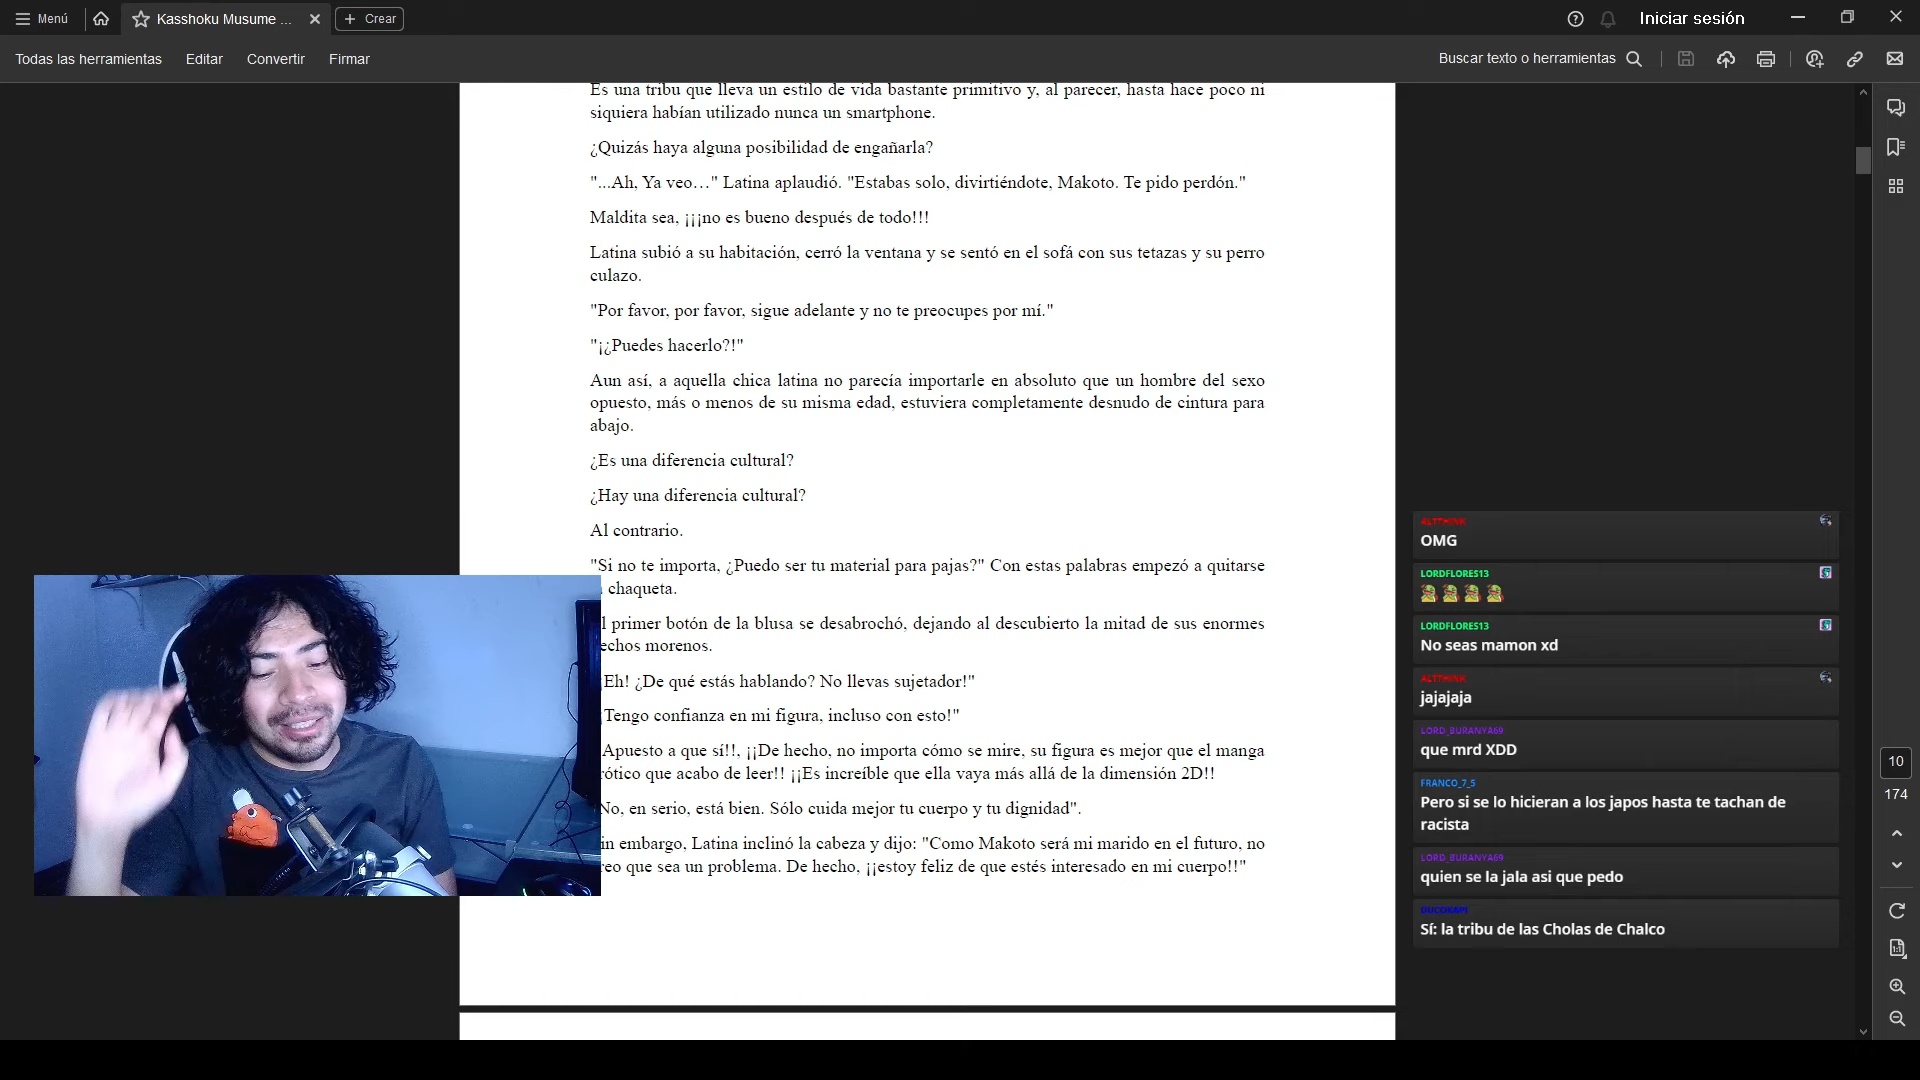 Menú
Kasshoku Musume ...
Crear
Iniciar sesión
Todas las herramientas
Editar
Convertir
Firmar
Buscar texto o herramientas
Es una tribu que lleva un estilo de vida bastante primitivo y, al parecer, hasta hace poco ni
siquiera habían utilizado nunca un smartphone.
¿Quizás haya alguna posibilidad de engañarla?
"...Ah, Ya veo…" Latina aplaudió. "Estabas solo, divirtiéndote, Makoto. Te pido perdón."
Maldita sea, ¡¡¡no es bueno después de todo!!!
Latina subió a su habitación, cerró la ventana y se sentó en el sofá con sus tetazas y su perro
culazo.
"Por favor, por favor, sigue adelante y no te preocupes por mí."
"¡¿Puedes hacerlo?!"
Aun así, a aquella chica latina no parecía importarle en absoluto que un hombre del sexo
opuesto, más o menos de su misma edad, estuviera completamente desnudo de cintura para
abajo.
¿Es una diferencia cultural?
¿Hay una diferencia cultural?
Al contrario.
"Si no te importa, ¿Puedo ser tu material para pajas?" Con estas palabras empezó a quitarse
chaqueta.
l primer botón de la blusa se desabrochó, dejando al descubierto la mitad de sus enormes
echos morenos.
Eh! ¿De qué estás hablando? No llevas sujetador!"
Tengo confianza en mi figura, incluso con esto!"
Apuesto a que sí!!, ¡¡De hecho, no importa cómo se mire, su figura es mejor que el manga
rótico que acabo de leer!! ¡¡Es increíble que ella vaya más allá de la dimensión 2D!!
No, en serio, está bien. Sólo cuida mejor tu cuerpo y tu dignidad".
in embargo, Latina inclinó la cabeza y dijo: "Como Makoto será mi marido en el futuro, no
reo que sea un problema. De hecho, ¡¡estoy feliz de que estés interesado en mi cuerpo!!"
ALTTHINK
OMG
LORDFLORES13
LORDFLORES13
No seas mamon xd
ALTTHINK
jajajaja
LORD_BURANYA69
que mrd XDD
FRANCO_7_5
Pero si se lo hicieran a los japos hasta te tachan de
racista
LORD_BURANYA69
quien se la jala asi que pedo
Sí: la tribu de las Cholas de Chalco
10
174